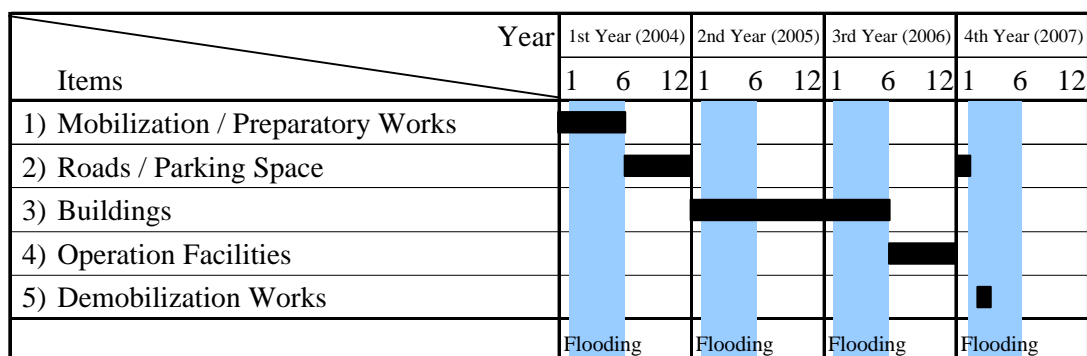 Year 1st Year (2004) 2nd Year (2005) 3rd Year (2006) 4th Year (2007)
Items 1 6 12 1 6 12 1 6 12 1 6 12
1) Mobilization / Preparatory Works
2) Roads / Parking Space
3) Buildings
4) Operation Facilities
5) Demobilization Works
Flooding Flooding Flooding Flooding